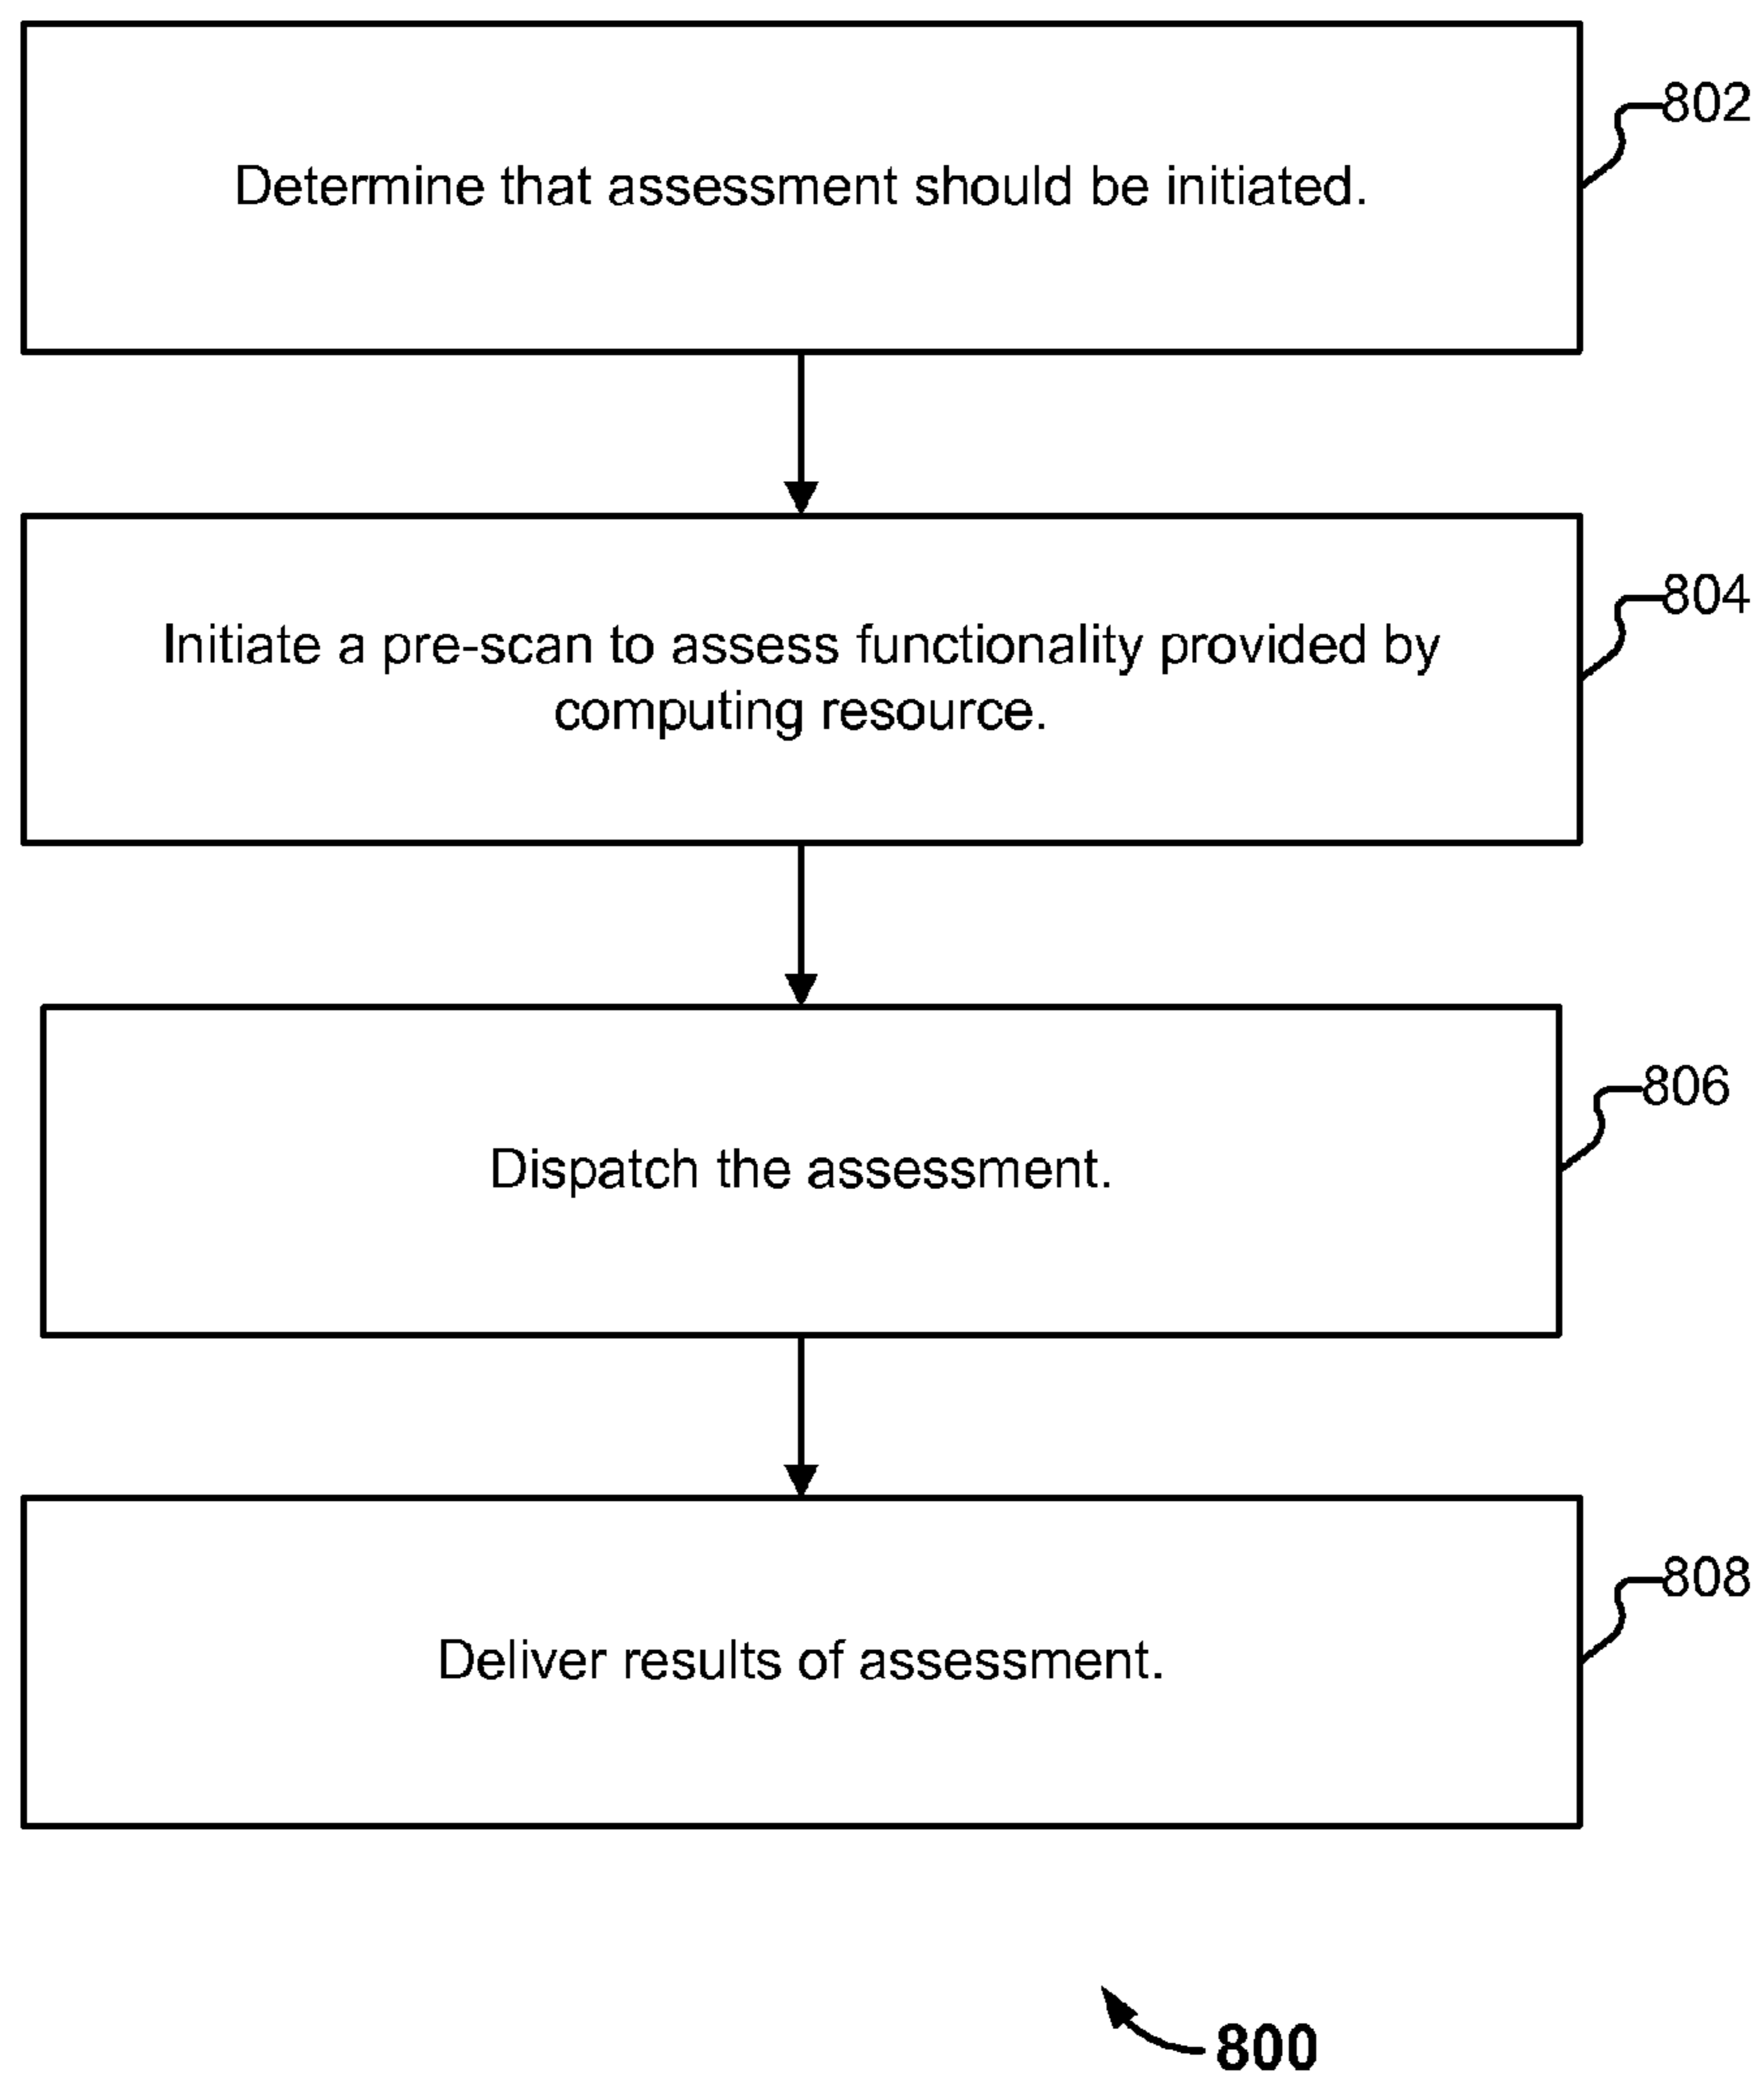 802
Determine that assessment should be initiated.
804
Initiate a pre-scan to assess functionality provided by
computing resource.
806
Dispatch the assessment.
808
Deliver results of assessment.
800